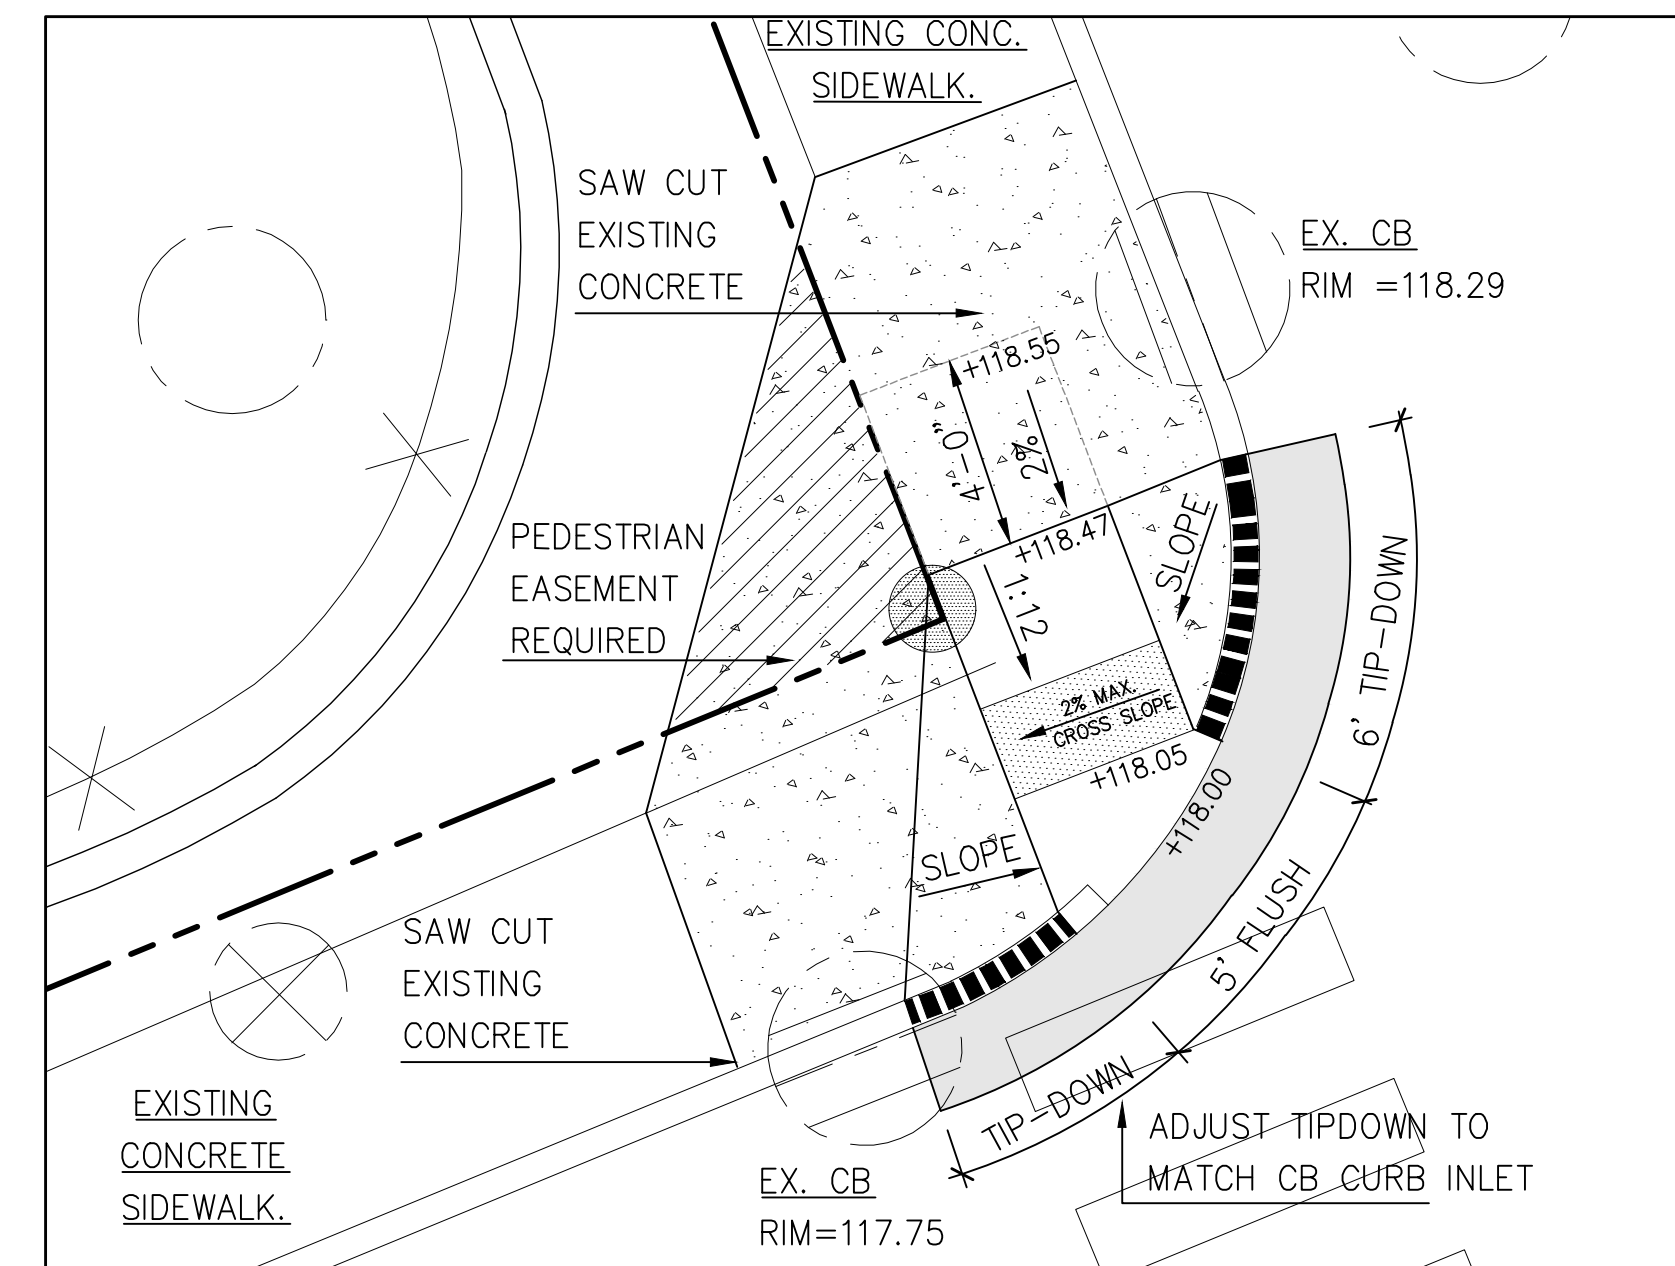 EXISTING CONC.
SIDEWALK.
SAW CUT
EXISTING
CONCRETE
EX. CB
RIM =118.29
+118.55
4'-0"
2%
+118.47
SLOPE
PEDESTRIAN
EASEMENT
REQUIRED
1:12
2% MAX.
CROSS SLOPE
+118.05
+118.00
6' TIP-DOWN
SLOPE
5' FLUSH
SAW CUT
EXISTING
CONCRETE
TIP-DOWN
EXISTING
CONCRETE
SIDEWALK.
ADJUST TIPDOWN TO
MATCH CB CURB INLET
EX. CB
RIM=117.75